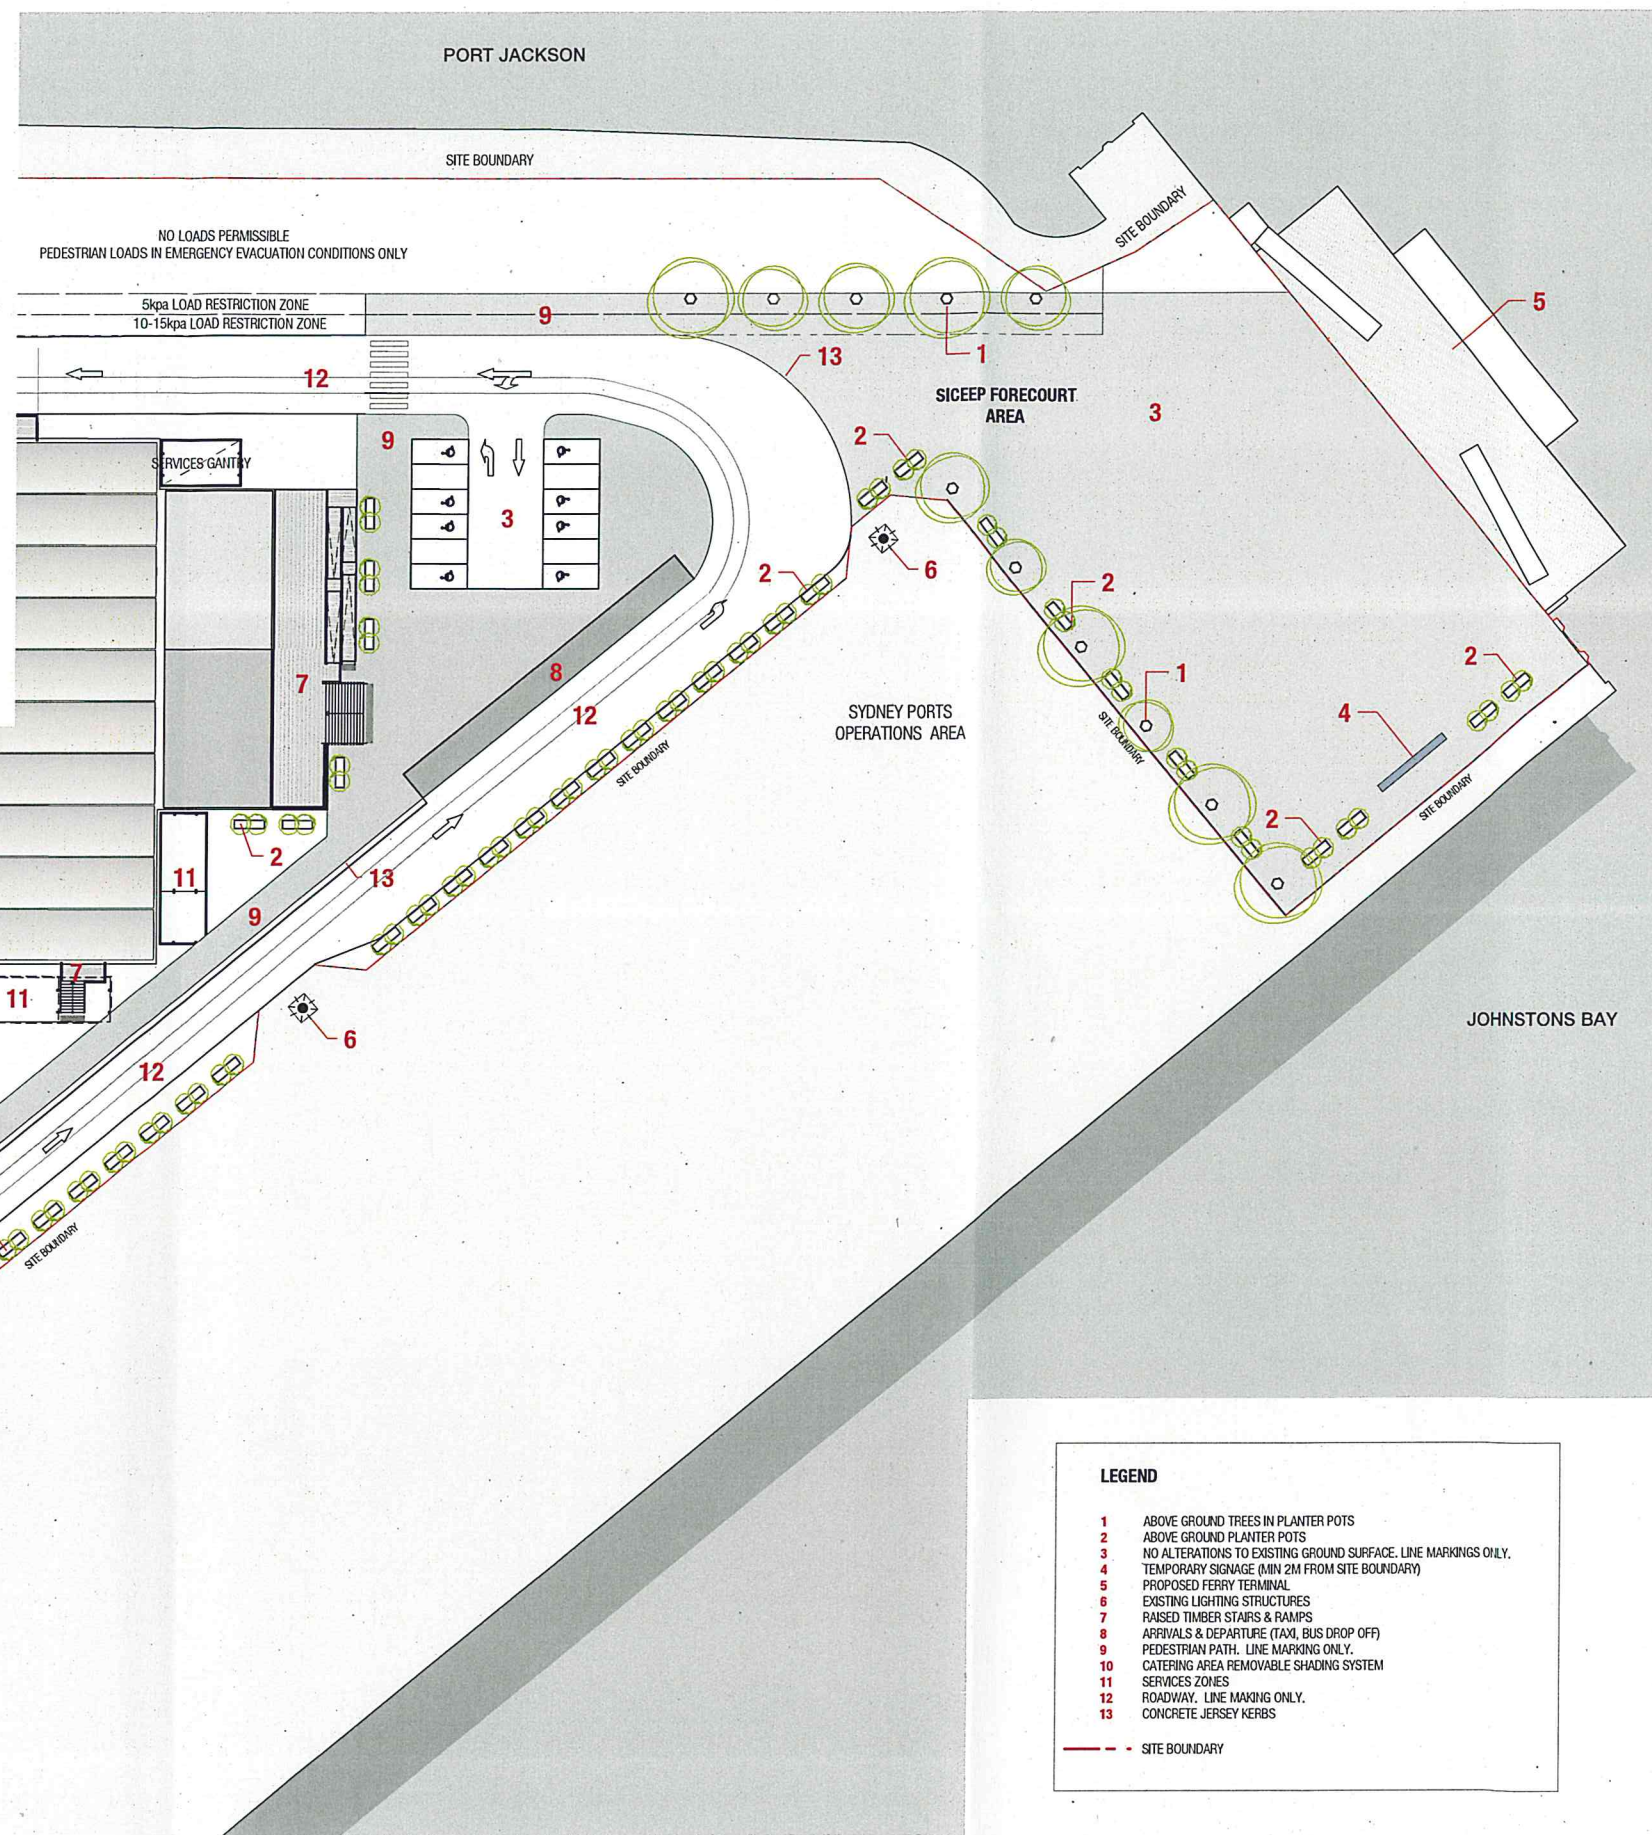 PORT JACKSON
SITE BOUNDARY
SITE BOUNDARY
NO LOADS PERMISSIBLE
PEDESTRIAN LOADS IN EMERGENCY EVACUATION CONDITIONS ONLY
5kpa LOAD RESTRICTION ZONE
10-15kpa LOAD RESTRICTION ZONE
9
5
1
13
12
SICEEP FORECOURT
AREA
3
9
2
SERVICES GANTRY
3
6
2
2
7
8
1
2
12
SYDNEY PORTS
OPERATIONS AREA
4
SITE BOUNDARY
SITE BOUNDARY
SITE BOUNDARY
2
2
11
13
9
7
11
6
JOHNSTONS BAY
12
SITE BOUNDARY
LEGEND
1 ABOVE GROUND TREES IN PLANTER POTS
2 ABOVE GROUND PLANTER POTS
3 NO ALTERATIONS TO EXISTING GROUND SURFACE. LINE MARKINGS ONLY.
4 TEMPORARY SIGNAGE (MIN 2M FROM SITE BOUNDARY)
5 PROPOSED FERRY TERMINAL
6 EXISTING LIGHTING STRUCTURES
7 RAISED TIMBER STAIRS & RAMPS
8 ARRIVALS & DEPARTURE (TAXI, BUS DROP OFF)
9 PEDESTRIAN PATH. LINE MARKING ONLY.
10 CATERING AREA REMOVABLE SHADING SYSTEM
11 SERVICES ZONES
12 ROADWAY. LINE MAKING ONLY.
13 CONCRETE JERSEY KERBS
SITE BOUNDARY